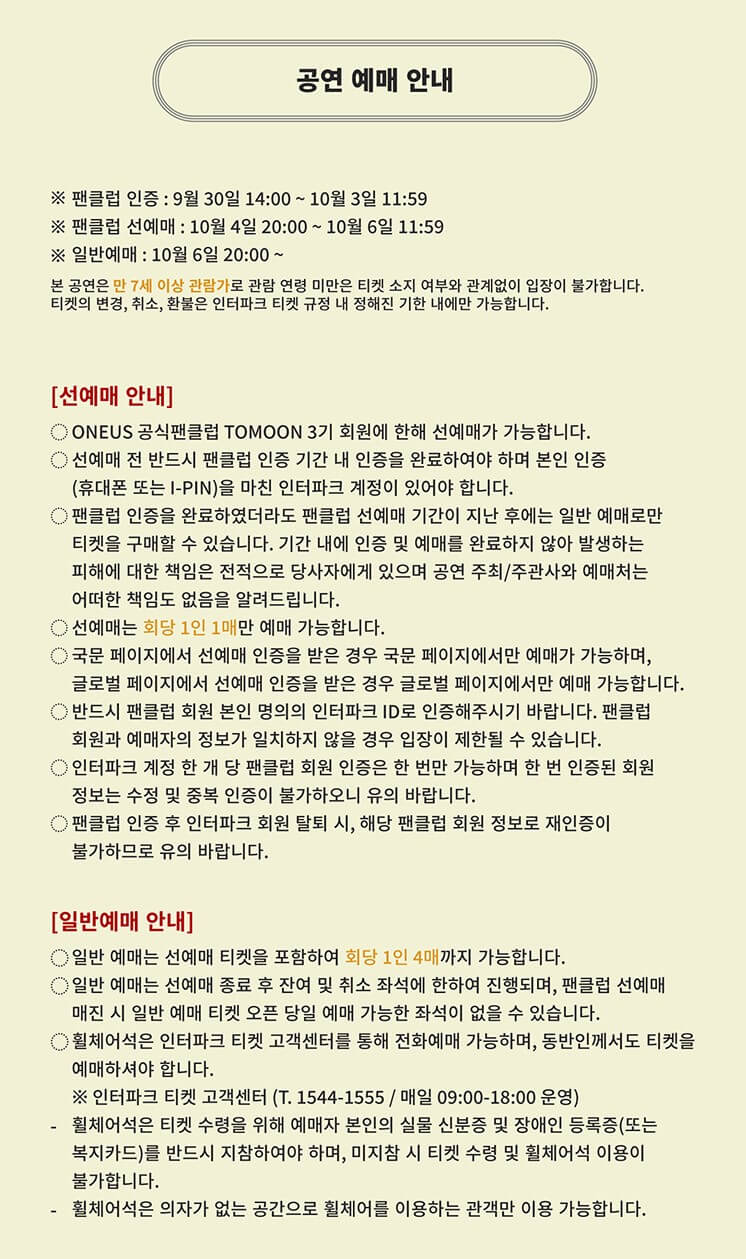 공연 예매 안내
※ 팬클럽 인증 : 9월 30일 14:00 ~ 10월 3일 11:59
※ 팬클럽 선예매 : 10월 4일 20:00 ~ 10월 6일 11:59
※ 일반예매 : 10월 6일 20:00 ~
본 공연은 만 7세 이상 관람가로 관람 연령 미만은 티켓 소지 여부와 관계없이 입장이 불가합니다.
티켓의 변경, 취소, 환불은 인터파크 티켓 규정 내 정해진 기한 내에만 가능합니다.
[선예매 안내]
◌ ONEUS 공식팬클럽 TOMOON 3기 회원에 한해 선예매가 가능합니다.
◌ 선예매 전 반드시 팬클럽 인증 기간 내 인증을 완료하여야 하며 본인 인증
(휴대폰 또는 I-PIN)을 마친 인터파크 계정이 있어야 합니다.
◌ 팬클럽 인증을 완료하였더라도 팬클럽 선예매 기간이 지난 후에는 일반 예매로만
티켓을 구매할 수 있습니다. 기간 내에 인증 및 예매를 완료하지 않아 발생하는
피해에 대한 책임은 전적으로 당사자에게 있으며 공연 주최/주관사와 예매처는
어떠한 책임도 없음을 알려드립니다.
◌ 선예매는 회당 1인 1매만 예매 가능합니다.
◌ 국문 페이지에서 선예매 인증을 받은 경우 국문 페이지에서만 예매가 가능하며,
글로벌 페이지에서 선예매 인증을 받은 경우 글로벌 페이지에서만 예매 가능합니다.
◌ 반드시 팬클럽 회원 본인 명의의 인터파크 ID로 인증해주시기 바랍니다. 팬클럽
회원과 예매자의 정보가 일치하지 않을 경우 입장이 제한될 수 있습니다.
◌ 인터파크 계정 한 개 당 팬클럽 회원 인증은 한 번만 가능하며 한 번 인증된 회원
정보는 수정 및 중복 인증이 불가하오니 유의 바랍니다.
◌ 팬클럽 인증 후 인터파크 회원 탈퇴 시, 해당 팬클럽 회원 정보로 재인증이
불가하므로 유의 바랍니다.
[일반예매 안내]
◌ 일반 예매는 선예매 티켓을 포함하여 회당 1인 4매까지 가능합니다.
◌ 일반 예매는 선예매 종료 후 잔여 및 취소 좌석에 한하여 진행되며, 팬클럽 선예매
매진 시 일반 예매 티켓 오픈 당일 예매 가능한 좌석이 없을 수 있습니다.
◌ 휠체어석은 인터파크 티켓 고객센터를 통해 전화예매 가능하며, 동반인께서도 티켓을
예매하셔야 합니다.
※ 인터파크 티켓 고객센터 (T. 1544-1555 / 매일 09:00-18:00 운영)
- 휠체어석은 티켓 수령을 위해 예매자 본인의 실물 신분증 및 장애인 등록증(또는
복지카드)를 반드시 지참하여야 하며, 미지참 시 티켓 수령 및 휠체어석 이용이
불가합니다.
- 휠체어석은 의자가 없는 공간으로 휠체어를 이용하는 관객만 이용 가능합니다.